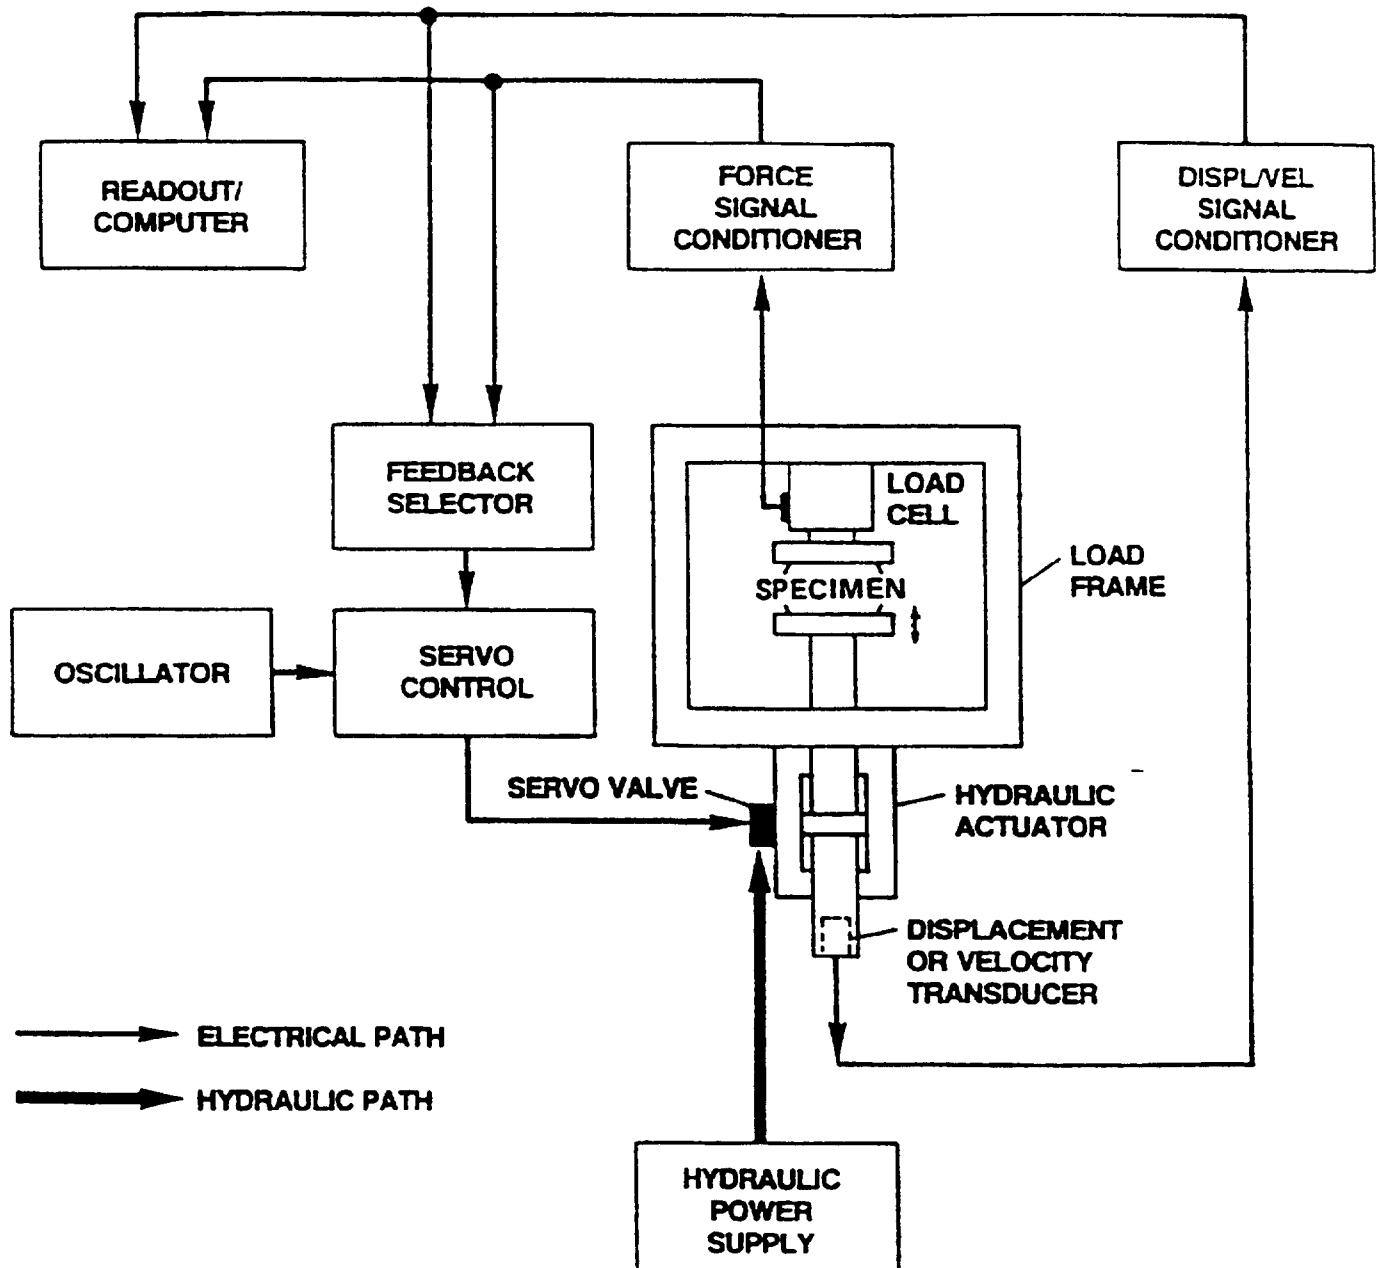 READOUT/
COMPUTER
FORCE
SIGNAL
CONDITIONER
DISPL/VEL
SIGNAL
CONDITIONER
FEEDBACK
SELECTOR
LOAD
CELL
SPECIMEN
LOAD
FRAME
OSCILLATOR
SERVO
CONTROL
SERVO VALVE
HYDRAULIC
ACTUATOR
DISPLACEMENT
OR VELOCITY
TRANSDUCER
ELECTRICAL PATH
HYDRAULIC PATH
HYDRAULIC
POWER
SUPPLY